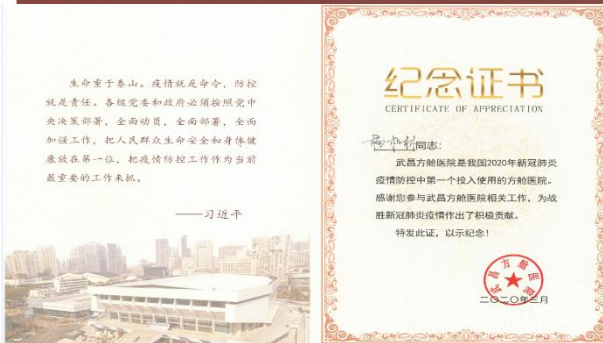 生命重于泰山。疫情就是命令，防控
就是责任。各级党委和政府必须按照党中
央决策部署，全面动员，全面部署，全面
加强工作，把人民群众生命安全和身体健
康放在第一位，把疫情防控工作作为当前
最重要的工作来抓。
——习近平
纪念证书
CERTIFICATE OF APPRECIATION
同志：
武昌方舱医院是我国2020年新冠肺炎
疫情防控中第一个投入使用的方舱医院。
感谢您参与武昌方舱医院相关工作，为战
胜新冠肺炎疫情作出了积极贡献。
特发此证，以示纪念！
武昌方舱医院
二〇二〇年三月